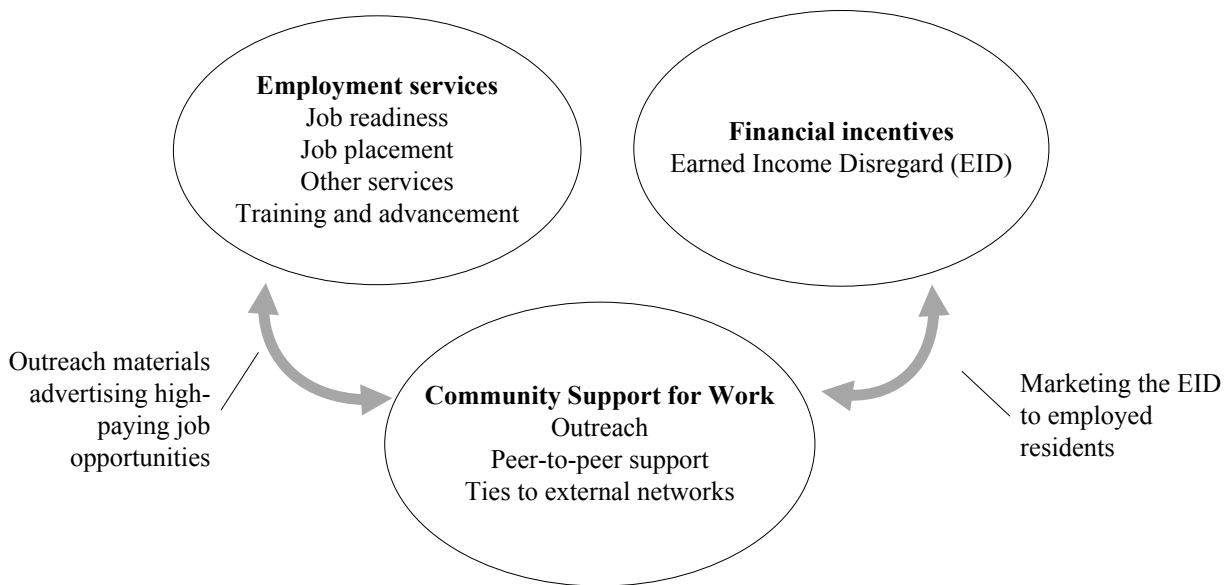 Employment services
Job readiness
Job placement
Other services
Training and advancement
Financial incentives
Earned Income Disregard (EID)
Outreach materials
advertising high-
paying job
opportunities
Community Support for Work
Outreach
Peer-to-peer support
Ties to external networks
Marketing the EID
to employed
residents